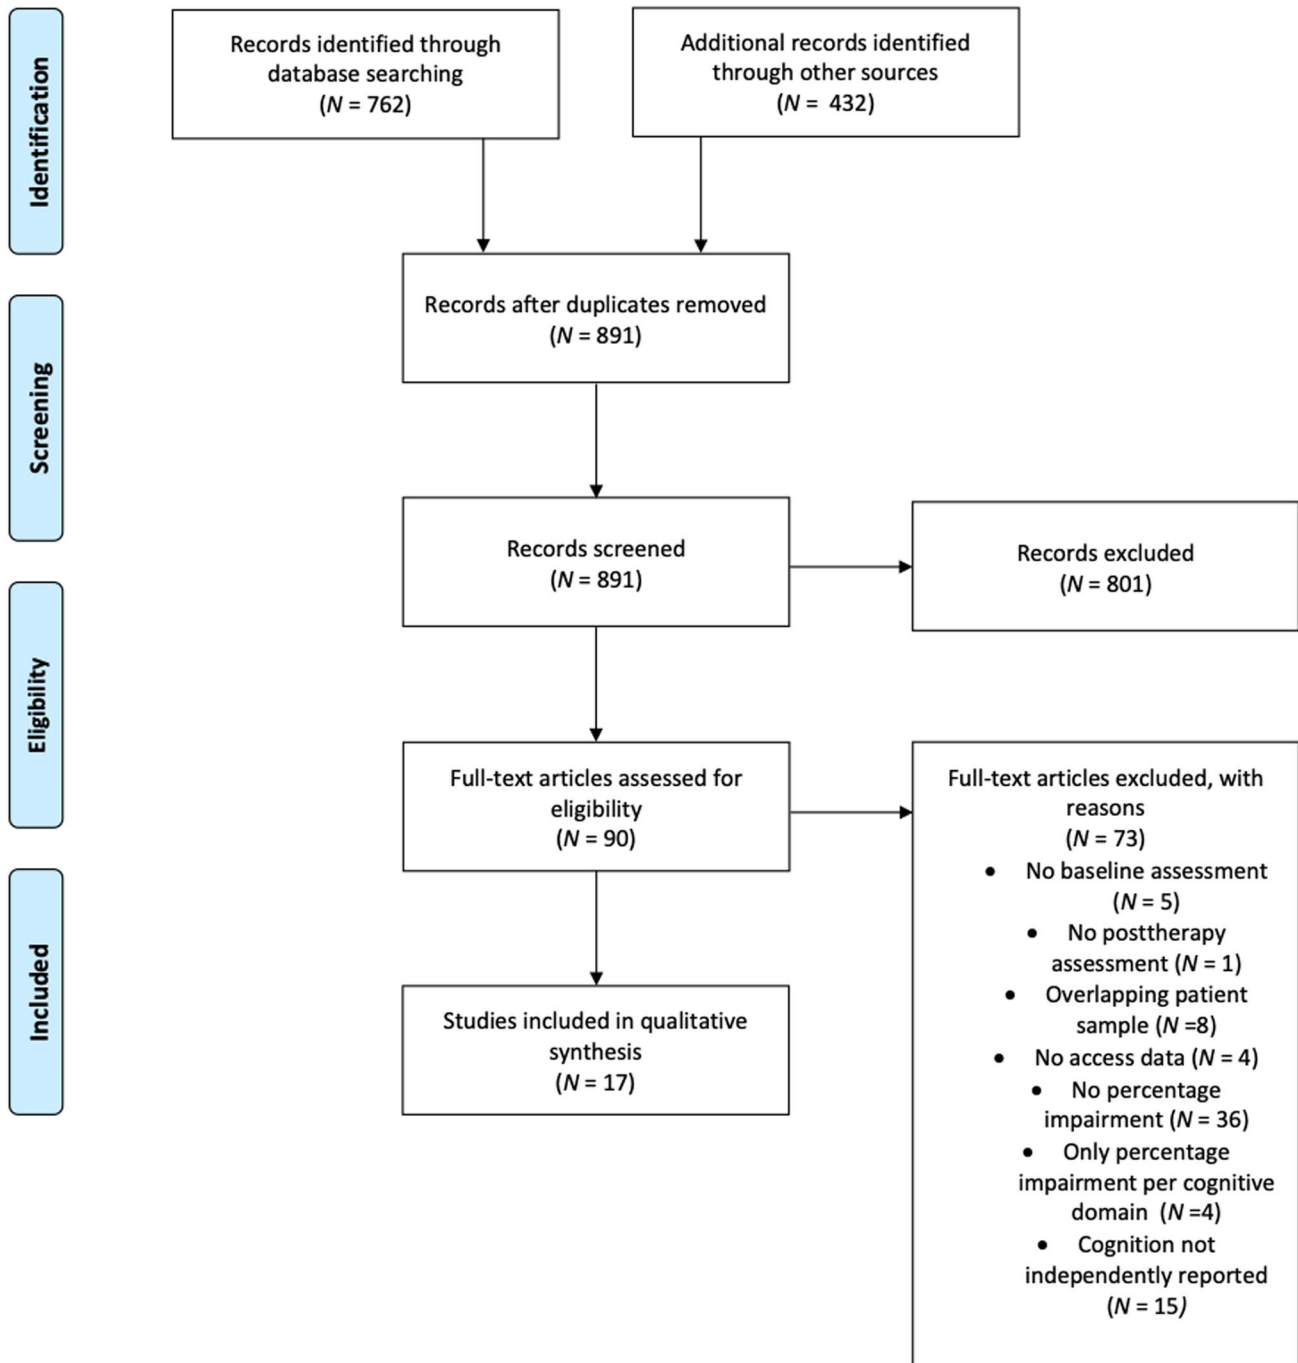 Identification
Records identified through
database searching
(N = 762)
Additional records identified
through other sources
(N = 432)
Screening
Records after duplicates removed
(N = 891)
Records screened
(N = 891)
Records excluded
(N = 801)
Eligibility
Full-text articles assessed for
eligibility
(N = 90)
Full-text articles excluded, with
reasons
(N = 73)
• No baseline assessment
(N = 5)
• No posttherapy
assessment (N = 1)
• Overlapping patient
sample (N =8)
• No access data (N = 4)
• No percentage
impairment (N = 36)
• Only percentage
impairment per cognitive
domain (N =4)
• Cognition not
independently reported
(N = 15)
Included
Studies included in qualitative
synthesis
(N = 17)